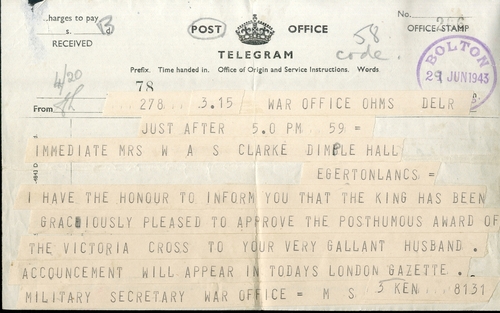 ..harges to pay
s. B d
RECEIVED
POST OFFICE
TELEGRAM
58
code.
No.
OFFICE STAMP
BOLTON
29 JUN 1943
Prefix. Time handed in. Office of Origin and Service Instructions. Words
4/20
78
From
278 3.15 WAR OFFICE OHMS DELR
JUST AFTER 5.0 PM 59 =
IMMEDIATE MRS W A S CLARKE DIMPLE HALL
EGERTONLANCS =
I HAVE THE HONOUR TO INFORM YOU THAT THE KING HAS BEEN
GRACIOUSLY PLEASED TO APPROVE THE POSTHUMOUS AWARD OF
THE VICTORIA CROSS TO YOUR VERY GALLANT HUSBAND .
ACCOUNCEMENT WILL APPEAR IN TODAYS LONDON GAZETTE .
MILITARY SECRETARY WAR OFFICE = M S 3 KEN 8131